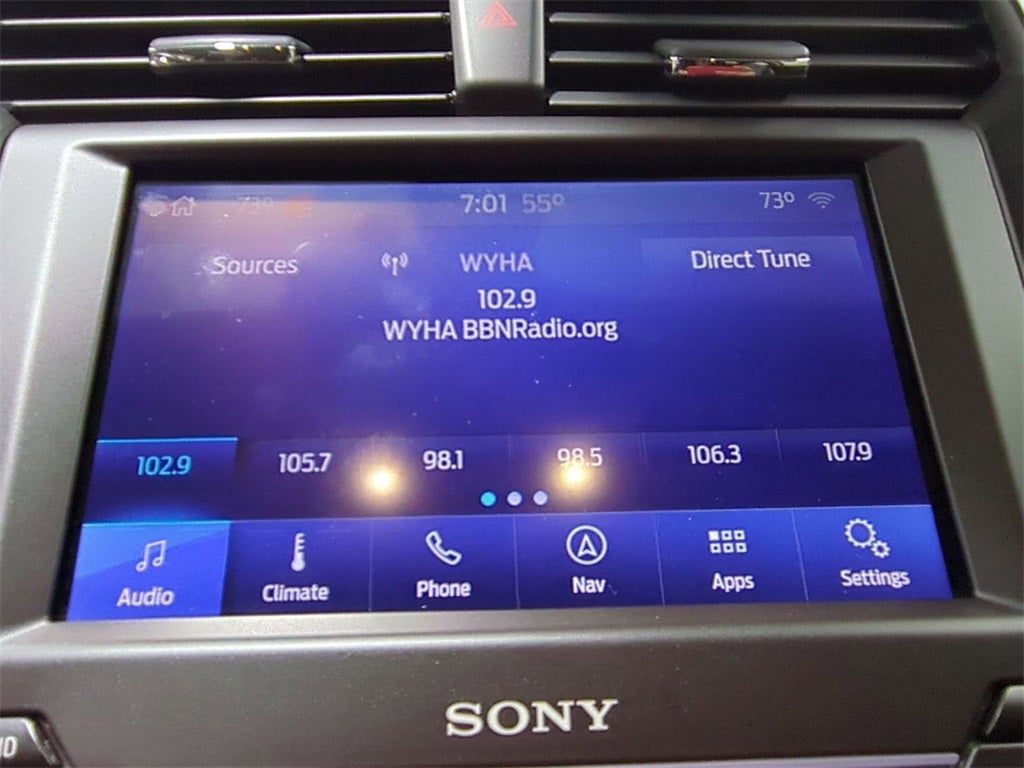 73° 7:01 55° 73°
Sources WYHA Direct Tune
102.9
WYHA BBNRadio.org
102.9 105.7 98.1 98.5 106.3 107.9
Audio Climate Phone Nav Apps Settings
SONY